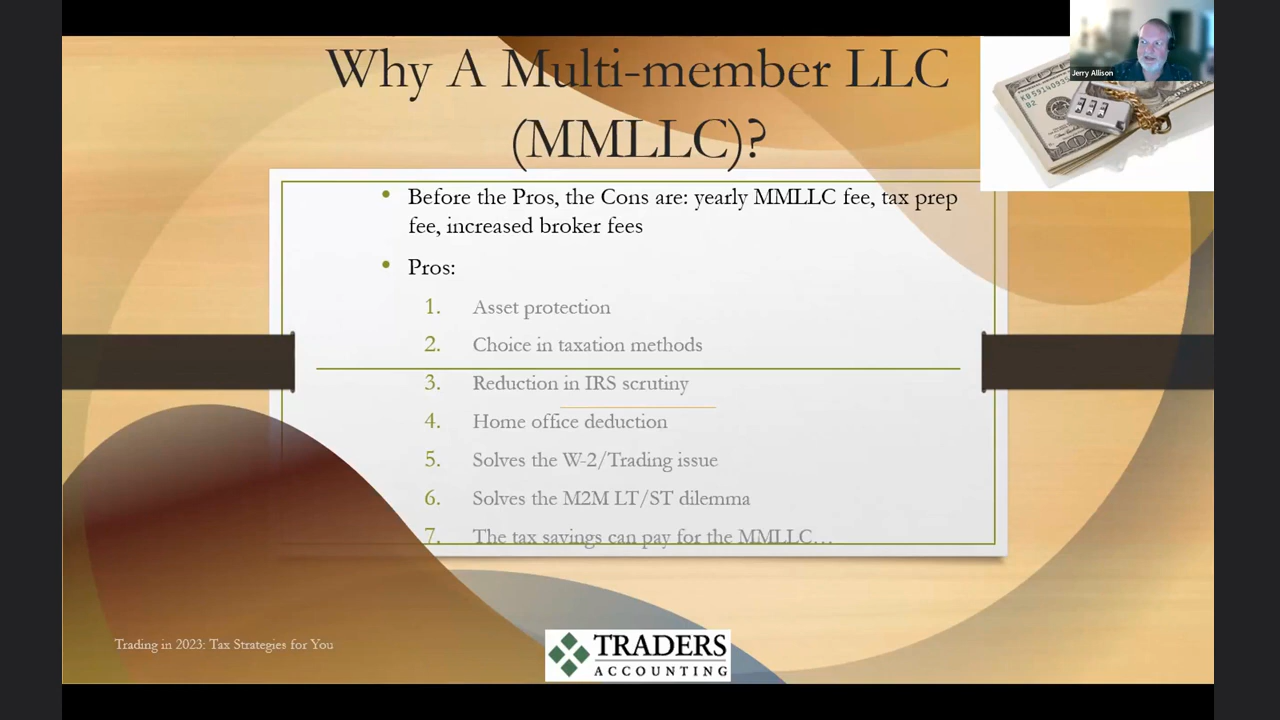 Why A Multi-member LLC
(MMLLC)?
Jerry Allison
• Before the Pros, the Cons are: yearly MMLLC fee, tax prep
fee, increased broker fees
• Pros:
1. Asset protection
2. Choice in taxation methods
3. Reduction in IRS scrutiny
4. Home office deduction
5. Solves the W-2/Trading issue
6. Solves the M2M LT/ST dilemma
7. The tax savings can pay for the MMLLC…
Trading in 2023: Tax Strategies for You
TRADERS
ACCOUNTING